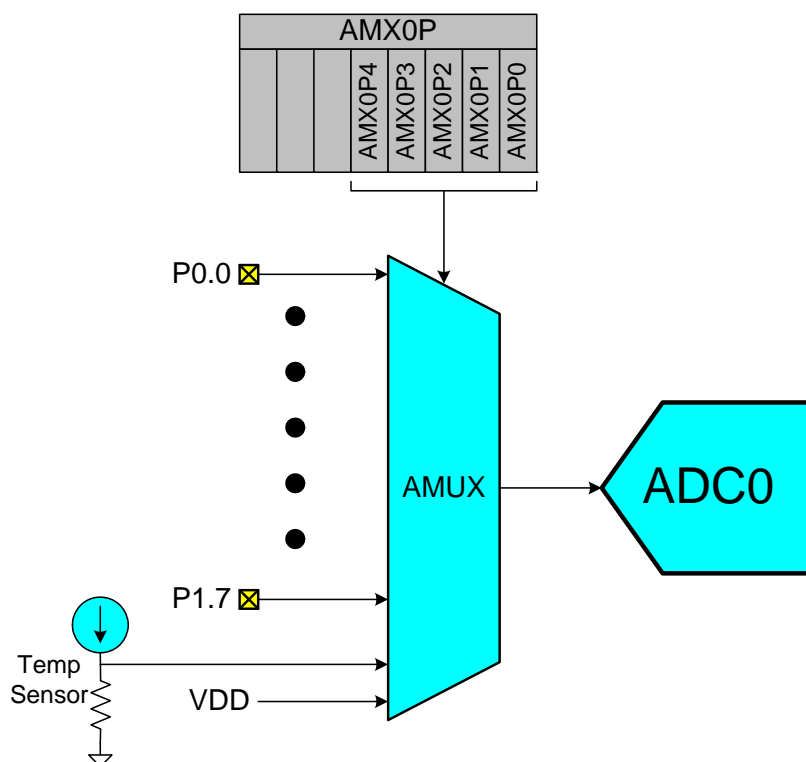 AMX0P
AMX0P4
AMX0P3
AMX0P2
AMX0P1
AMX0P0
P0.0
AMUX
ADC0
P1.7
Temp
Sensor
VDD